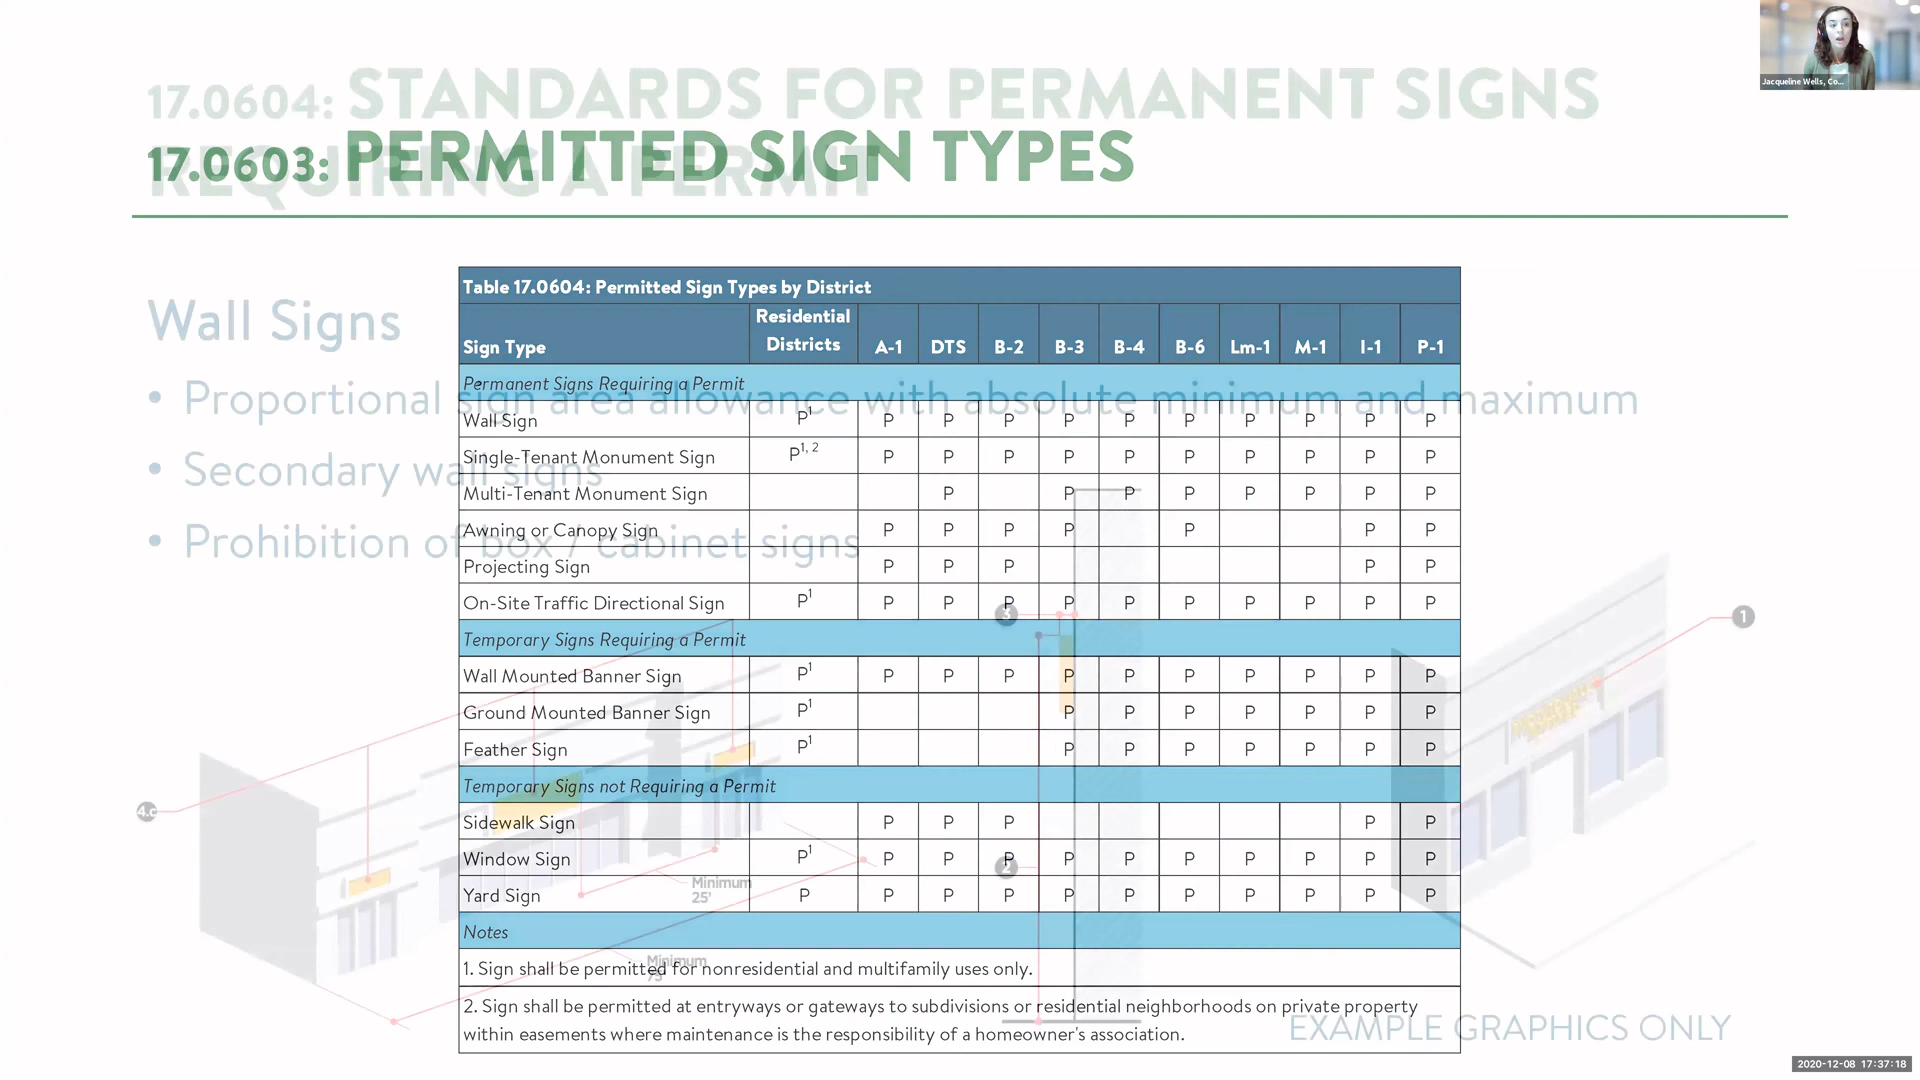 Jacqueline Wells, Co...
17.0604: STANDARDS FOR PERMANENT SIGNS
REQUIRING A PERMIT
17.0603: PERMITTED SIGN TYPES
Wall Signs
• Proportional sign area allowance with absolute minimum and maximum
• Secondary wall signs
• Prohibition of box / cabinet signs
Table 17.0604: Permitted Sign Types by District
Sign Type Residential Districts A-1 DTS B-2 B-3 B-4 B-6 Lm-1 M-1 I-1 P-1
Permanent Signs Requiring a Permit
Wall Sign P1 P P P P P P P P P P
Single-Tenant Monument Sign P1, 2 P P P P P P P P P P
Multi-Tenant Monument Sign P P P P P P P P
Awning or Canopy Sign P P P P P P P
Projecting Sign P P P P P
On-Site Traffic Directional Sign P1 P P P P P P P P P P
Temporary Signs Requiring a Permit
Wall Mounted Banner Sign P1 P P P P P P P P P P
Ground Mounted Banner Sign P1 P P P P P P P
Feather Sign P1 P P P P P P P
Temporary Signs not Requiring a Permit
Sidewalk Sign P P P P P
Window Sign P1 P P P P P P P P P P
Yard Sign P P P P P P P P P P P
Notes
1. Sign shall be permitted for nonresidential and multifamily uses only.
2. Sign shall be permitted at entryways or gateways to subdivisions or residential neighborhoods on private property
within easements where maintenance is the responsibility of a homeowner's association.
4.c
Minimum
25'
Minimum
3
2
1
EXAMPLE GRAPHICS ONLY
2020-12-08 17:37:18